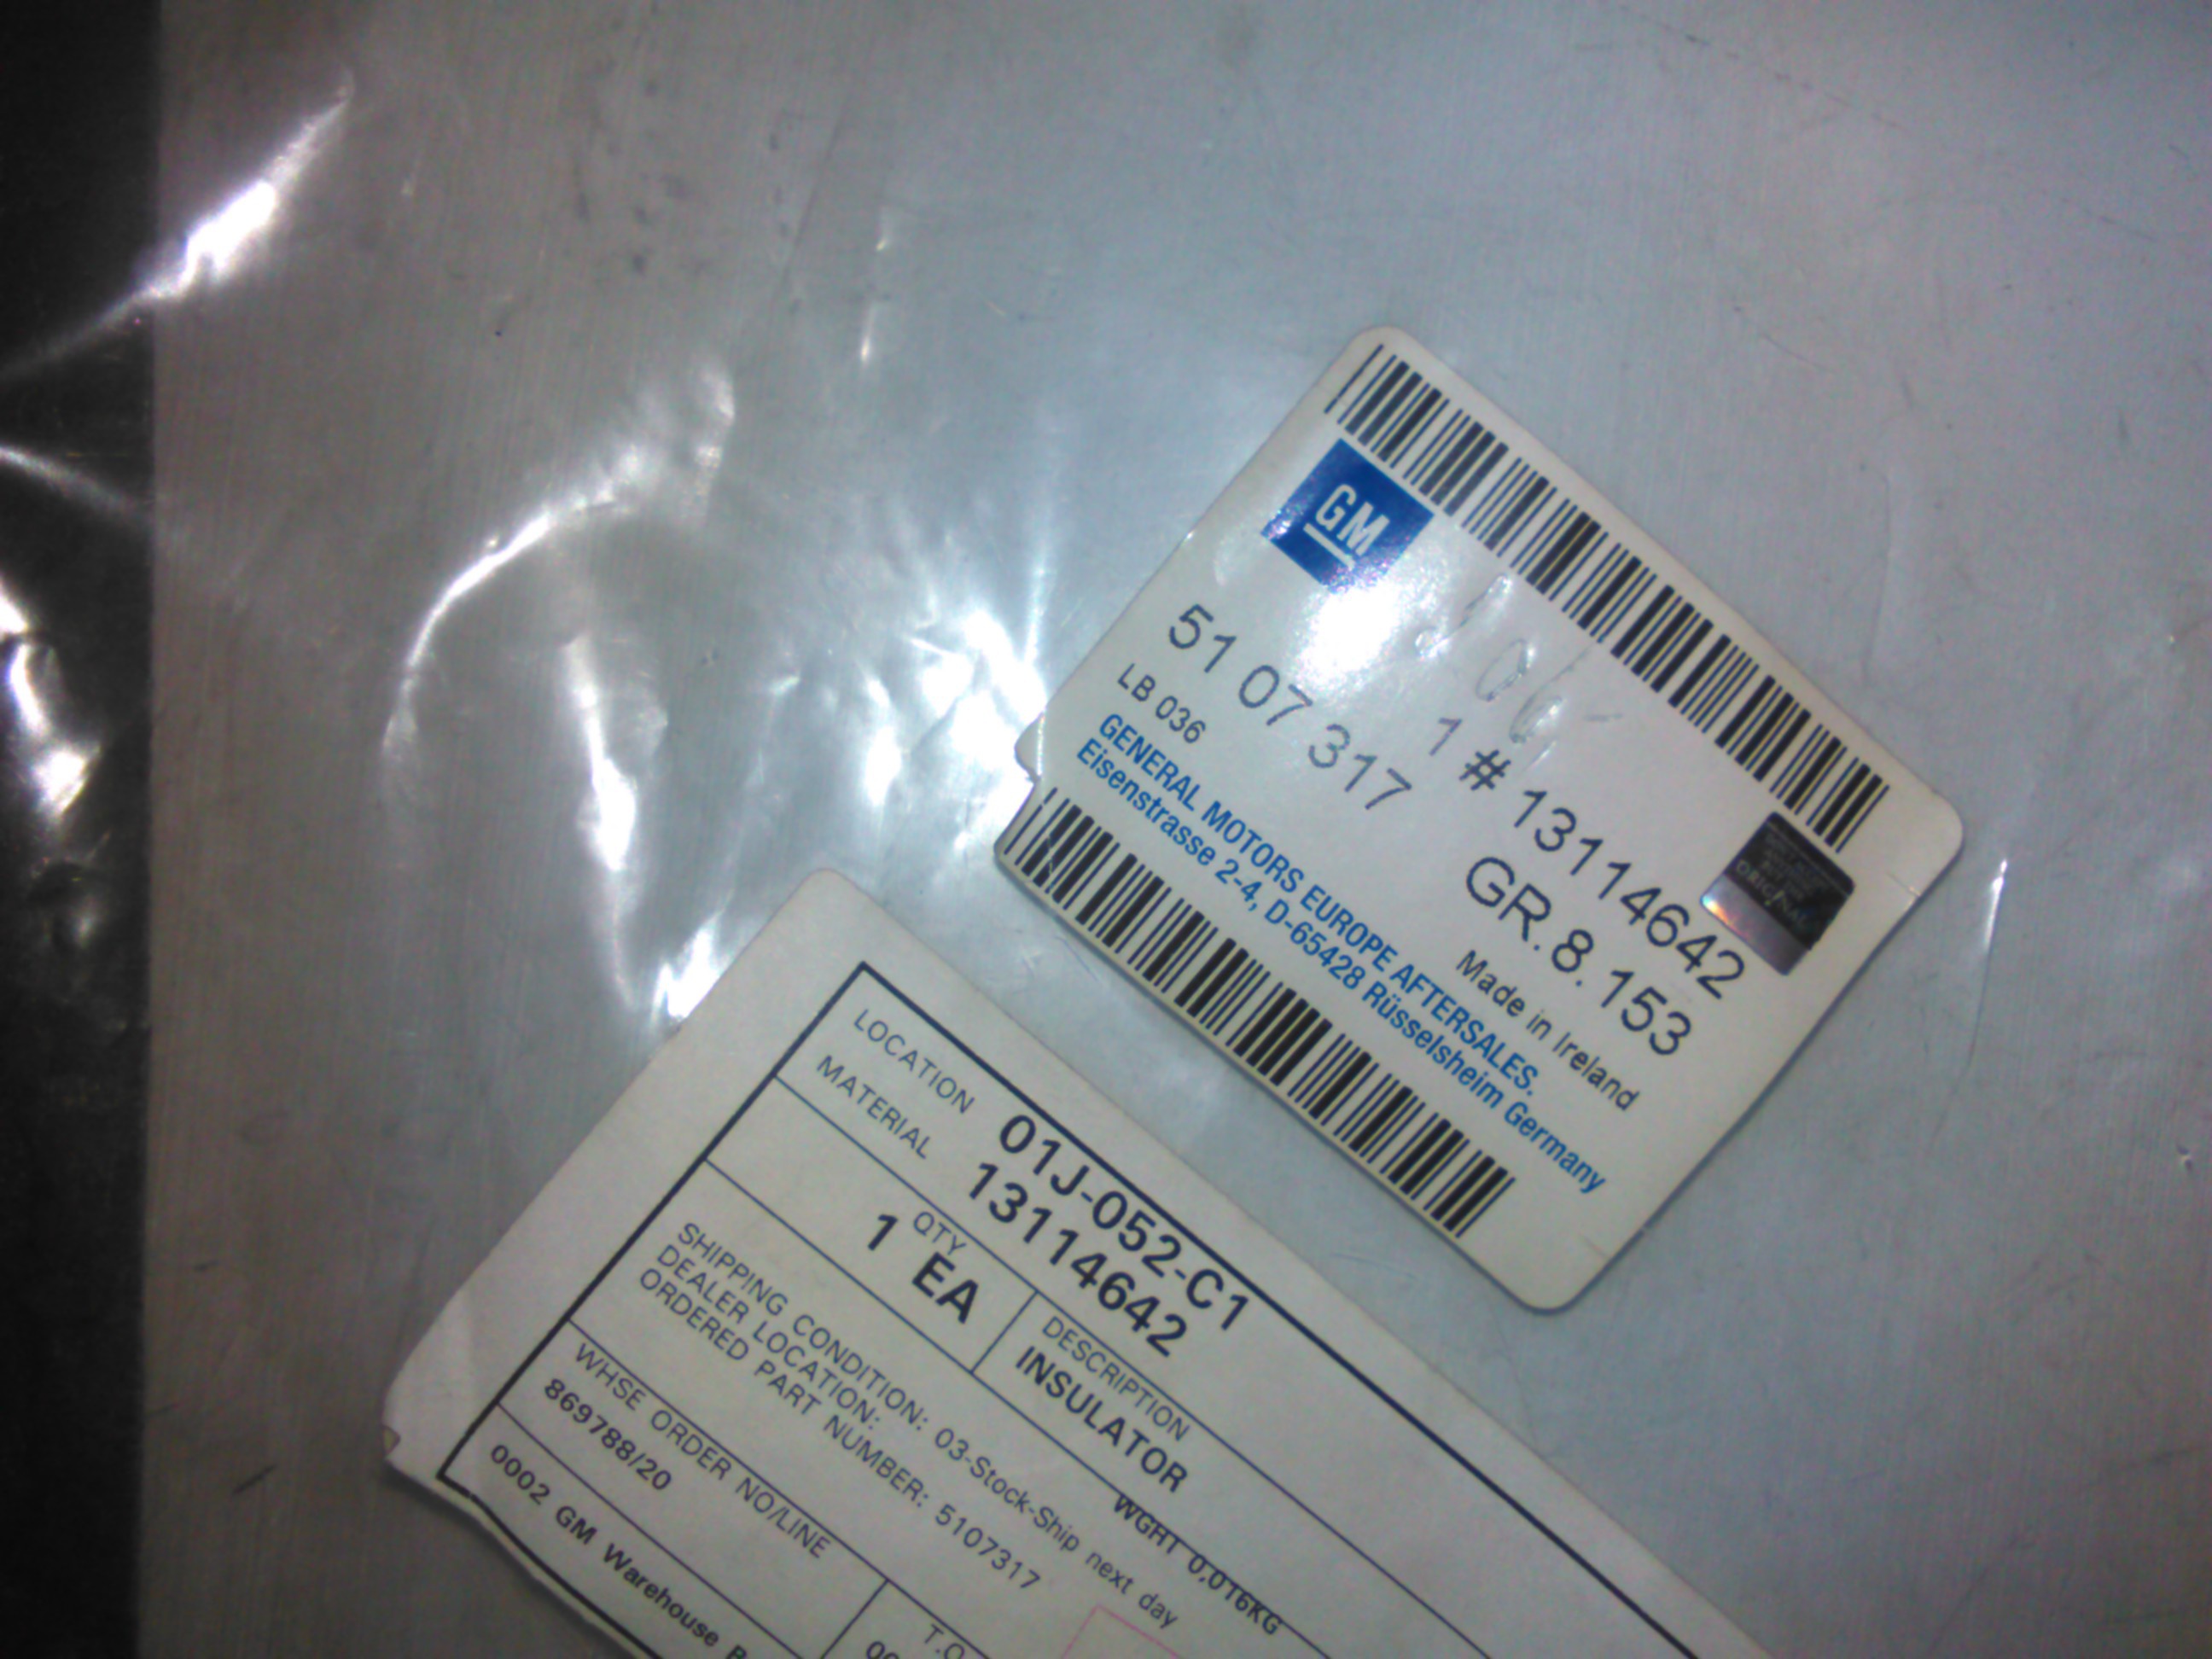 GM
1 # 13114642
51 07 317
GR. 8. 153
LB 036
Made in Ireland
GENERAL MOTORS EUROPE AFTERSALES.
Eisenstrasse 2-4, D-65428 Rüsselsheim Germany
ORIGINAL
LOCATION 01J-052-C1
MATERIAL 13114642
QTY
1 EA
DESCRIPTION
INSULATOR
WGHT 0,016KG
SHIPPING CONDITION: 03-Stock-Ship next day
DEALER LOCATION:
ORDERED PART NUMBER: 5107317
WHSE ORDER NO/LINE
869788/20
T.O
00
0002 GM Warehouse